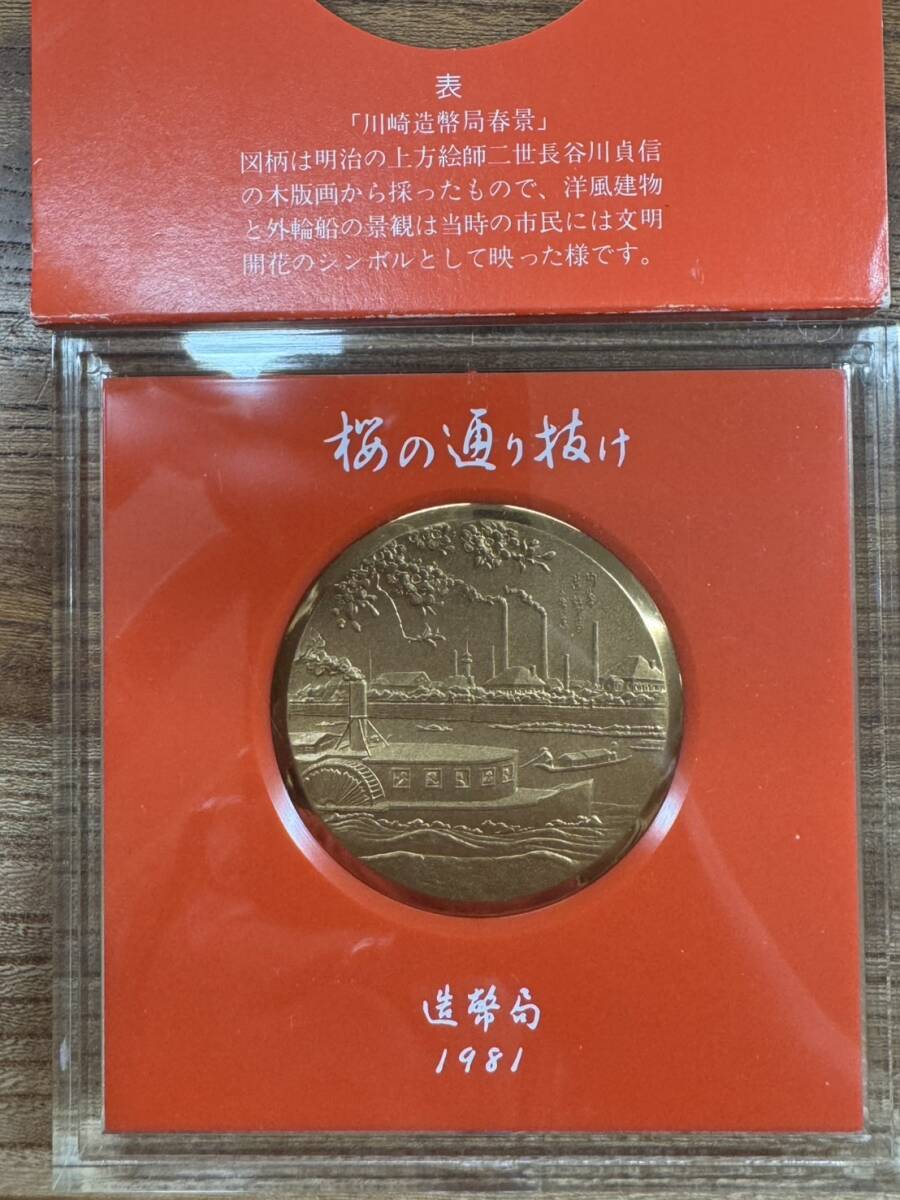 表
「川崎造幣局春景」
図柄は明治の上方絵師二世長谷川貞信
の木版画から採ったもので、洋風建物
と外輪船の景観は当時の市民には文明
開花のシンボルとして映った様です。
桜の通り抜け
造幣局
1981